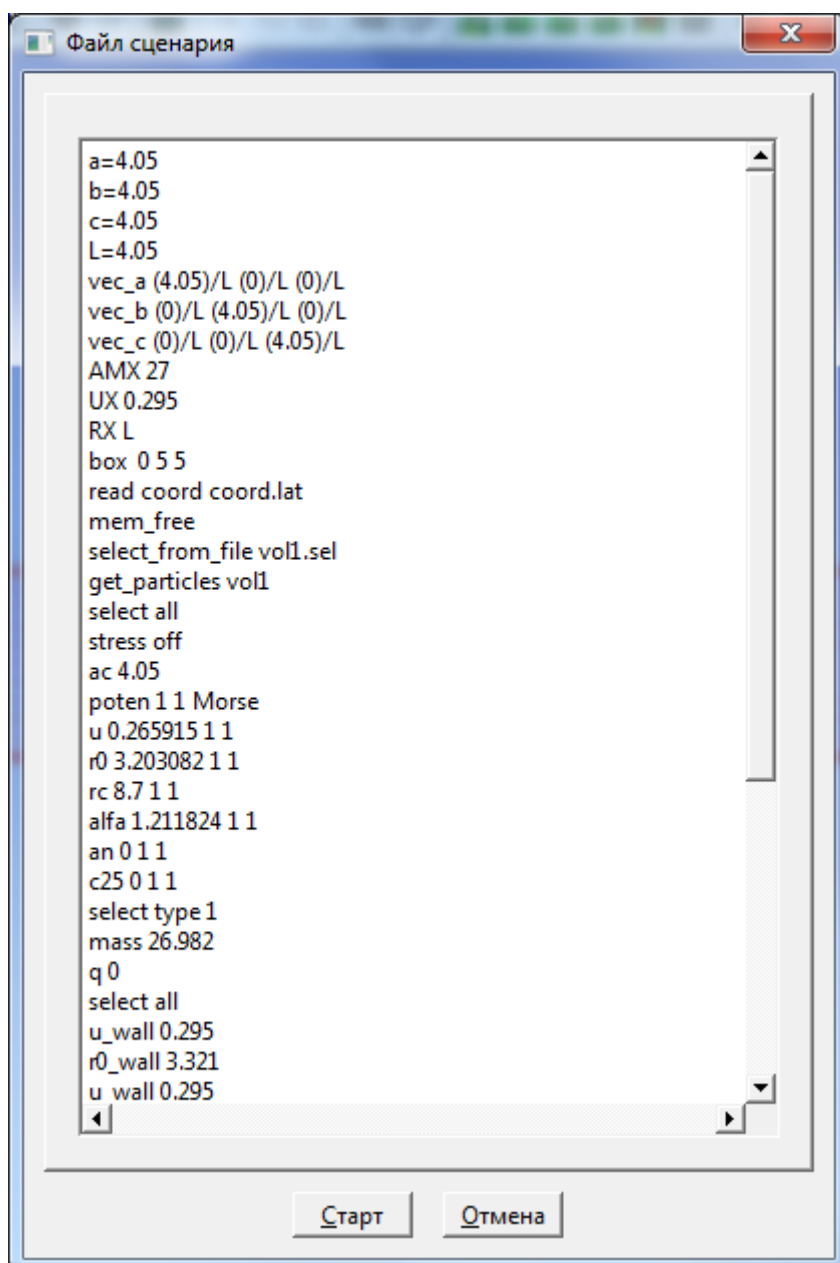 Файл сценария
a=4.05
b=4.05
c=4.05
L=4.05
vec_a (4.05)/L (0)/L (0)/L
vec_b (0)/L (4.05)/L (0)/L
vec_c (0)/L (0)/L (4.05)/L
AMX 27
UX 0.295
RX L
box  0 5 5
read coord coord.lat
mem_free
select_from_file vol1.sel
get_particles vol1
select all
stress off
ac 4.05
poten 1 1 Morse
u 0.265915 1 1
r0 3.203082 1 1
rc 8.7 1 1
alfa 1.211824 1 1
an 0 1 1
c25 0 1 1
select type 1
mass 26.982
q 0
select all
u_wall 0.295
r0_wall 3.321
u_wall 0.295
Старт Отмена